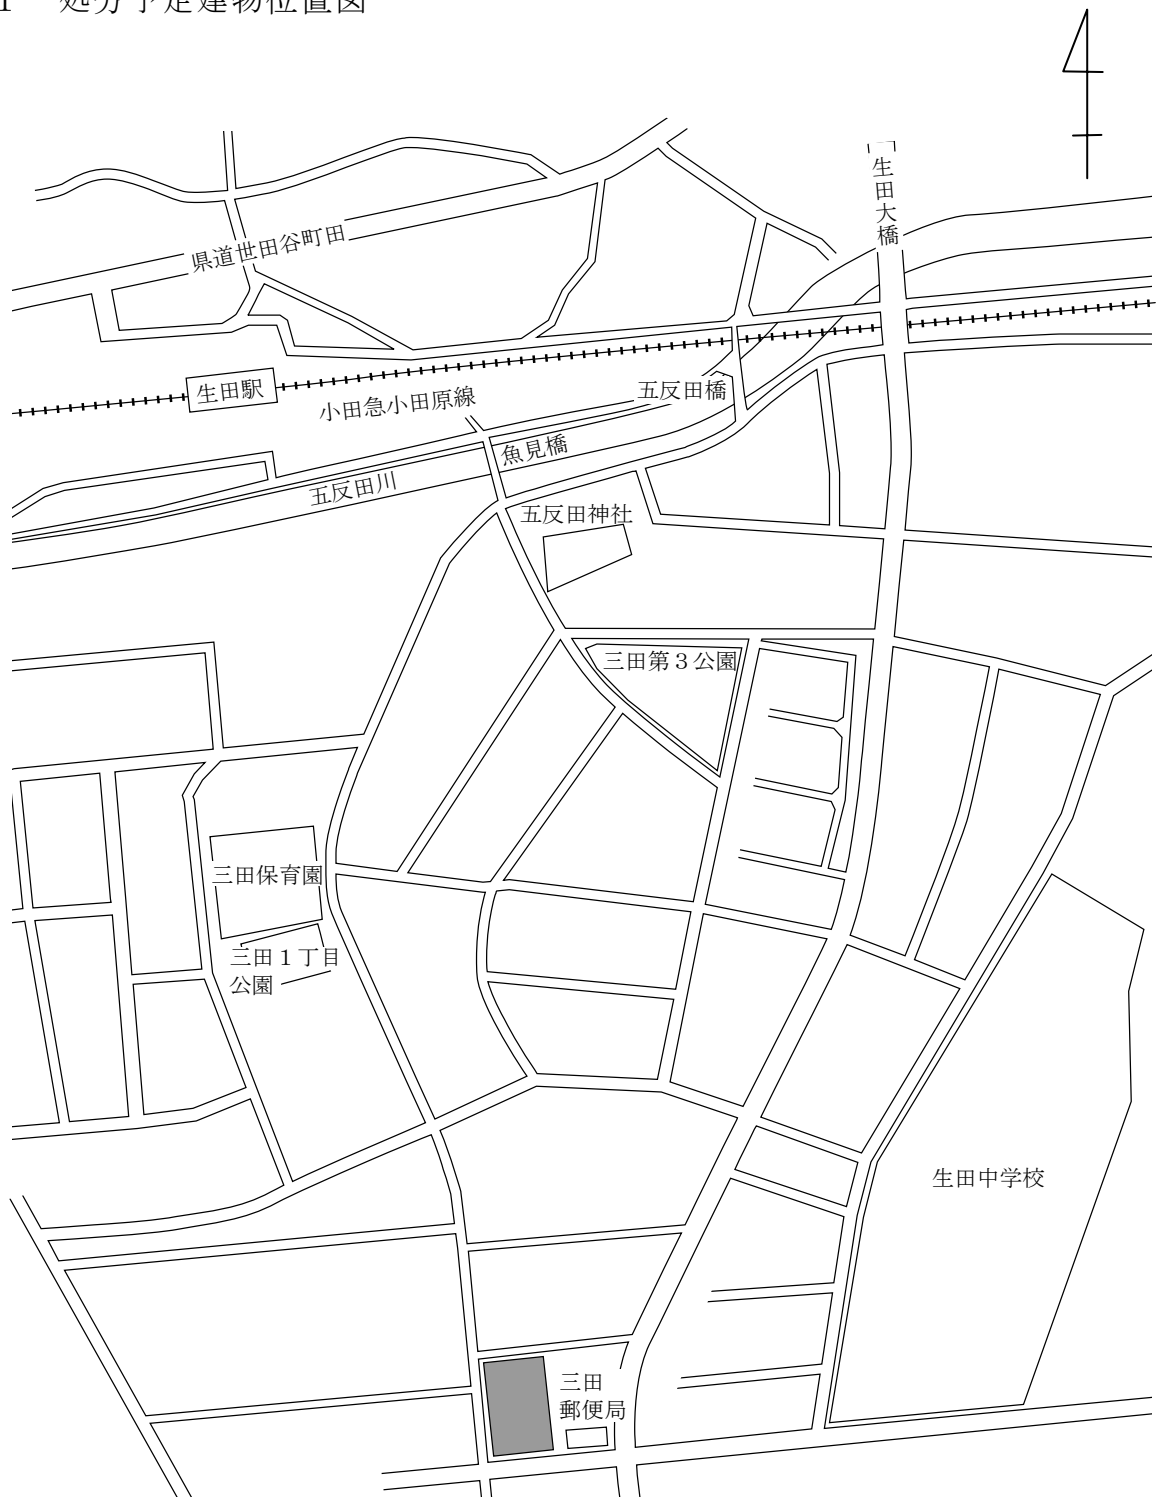 1 処分予定建物位置図
生田大橋
県道世田谷町田
生田駅
小田急小田原線
五反田橋
魚見橋
五反田川
五反田神社
三田第３公園
三田保育園
三田１丁目
公園
生田中学校
三田
郵便局